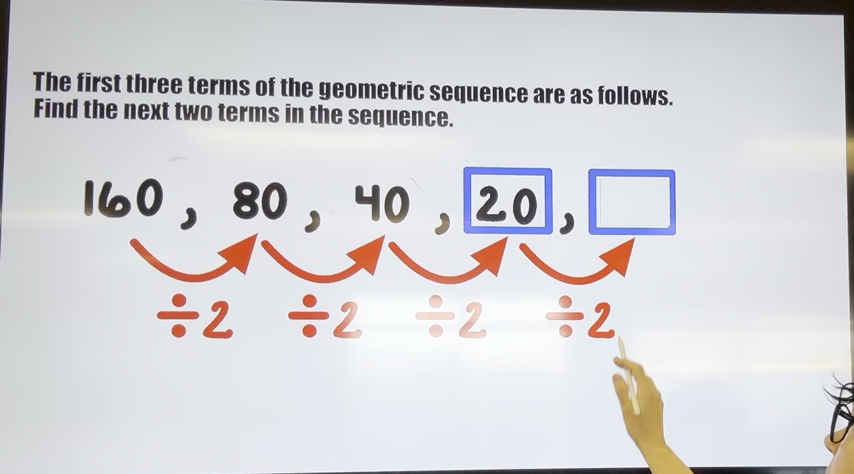 The first three terms of the geometric sequence are as follows.
Find the next two terms in the sequence.
160, 80, 40, 20,
÷2 ÷2 ÷2 ÷2